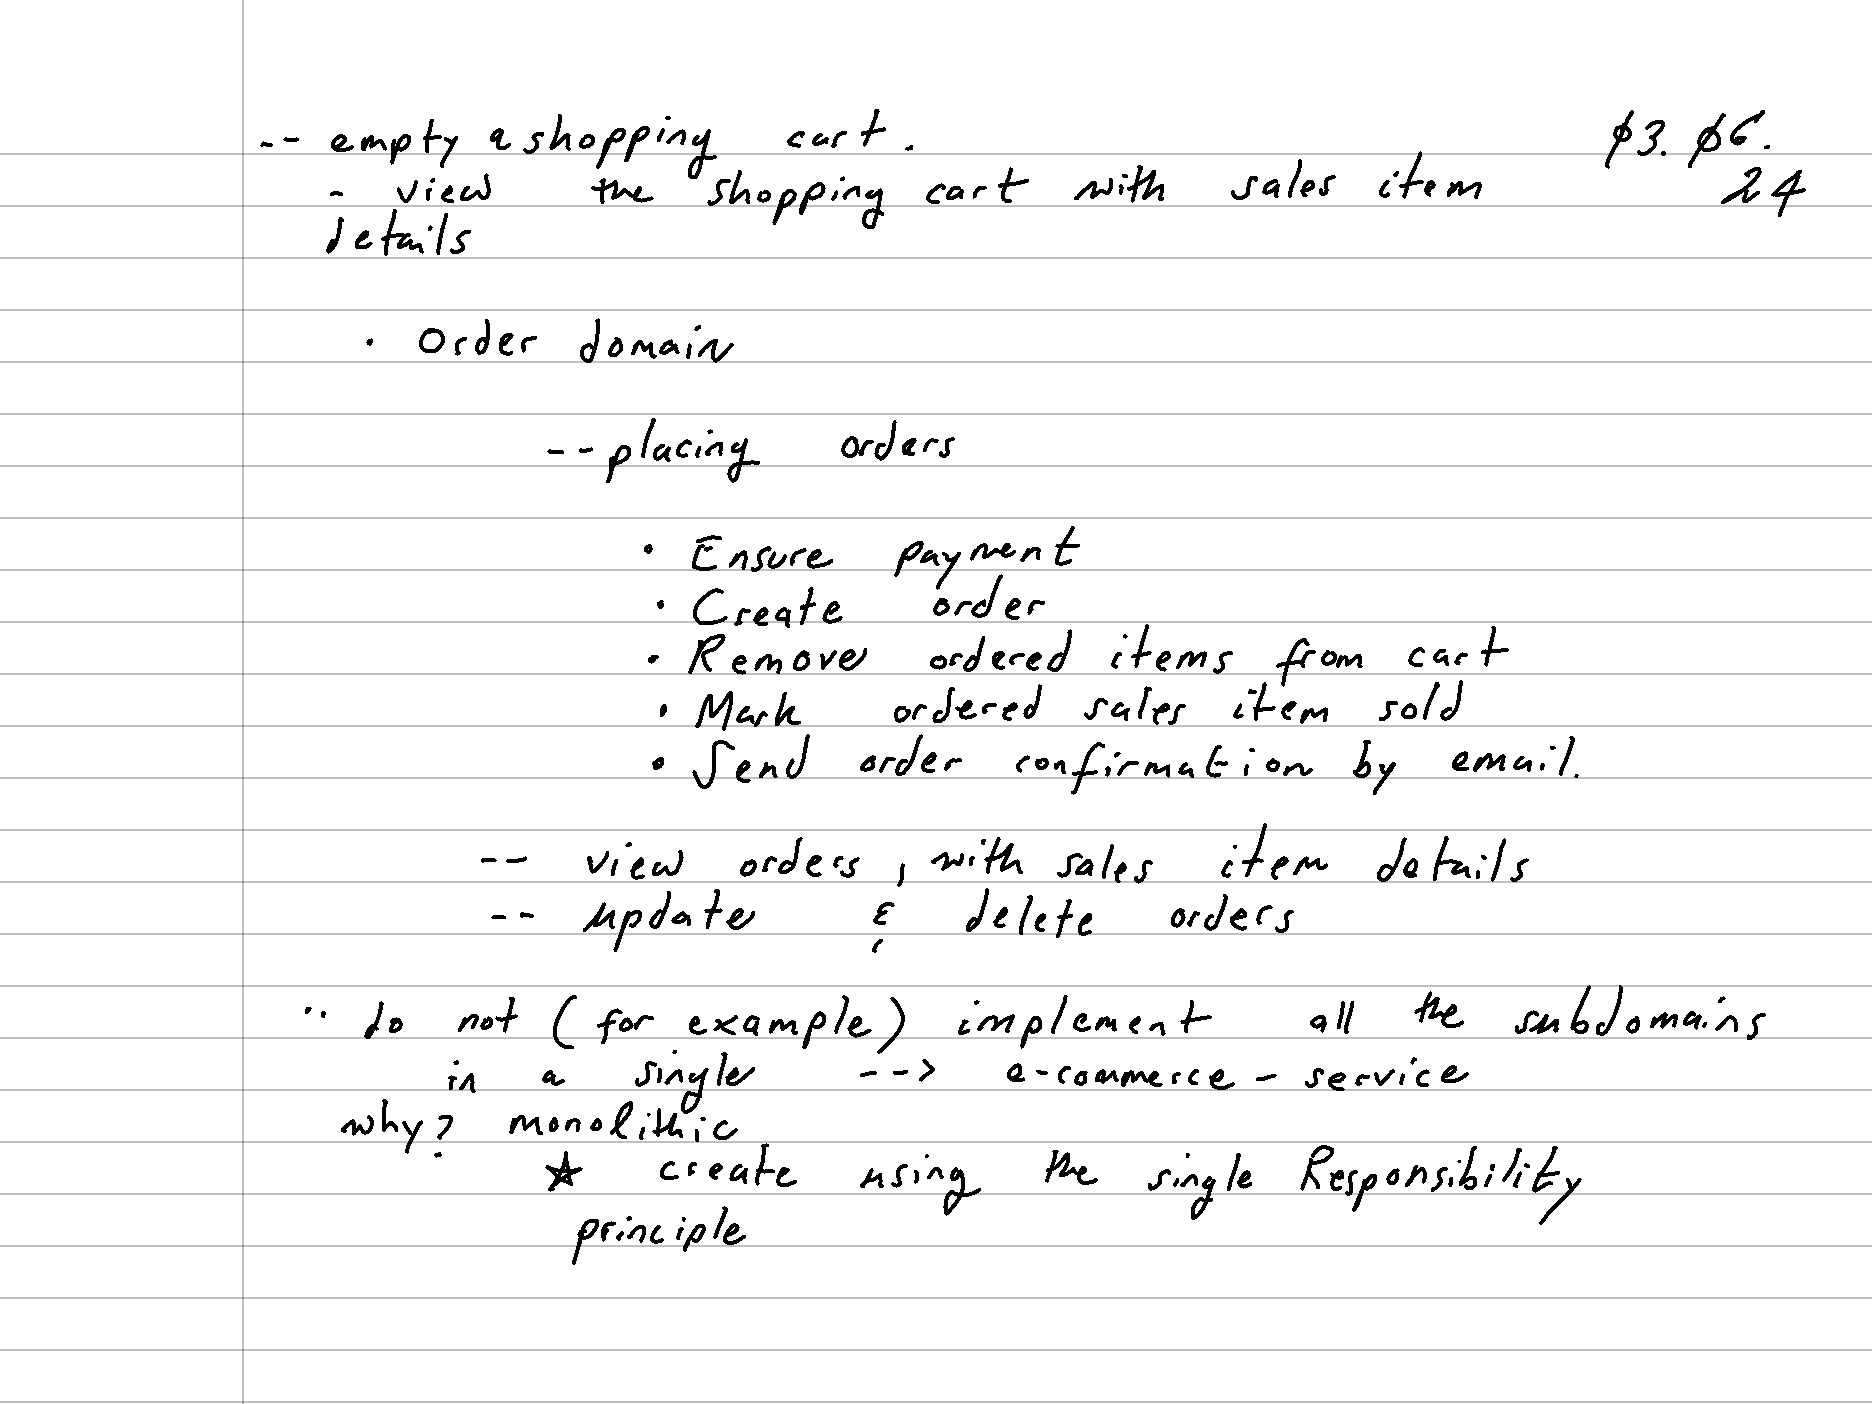 -- empty a shopping cart.
ø3. ø6.
- view the shopping cart with sales item
24
details
· Order domain
-- placing orders
· Ensure payment
· Create order
· Remove ordered items from cart
· Mark ordered sales item sold
· Send order confirmation by email.
-- view orders, with sales item details
-- update & delete orders
·· do not (for example) implement all the subdomains
in a single --> e-commerce - service
why? monolithic
☆ create using the single Responsibility
principle